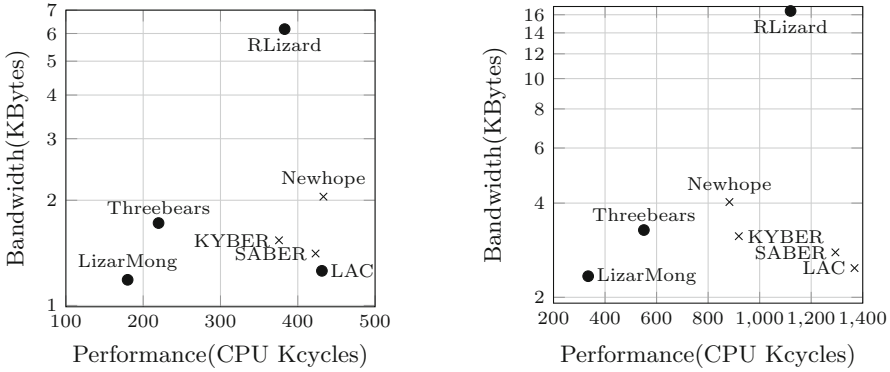 7
6
5
4
3
2
1
Bandwidth(KBytes)
RLizard
Newhope
Threebears
KYBER
SABER
LizarMong
LAC
100 200 300 400 500
Performance(CPU Kcycles)
16
14
12
10
8
6
4
2
Bandwidth(KBytes)
RLizard
Newhope
Threebears
KYBER
SABER
LAC
LizarMong
200 400 600 800 1,000 1,200 1,400
Performance(CPU Kcycles)